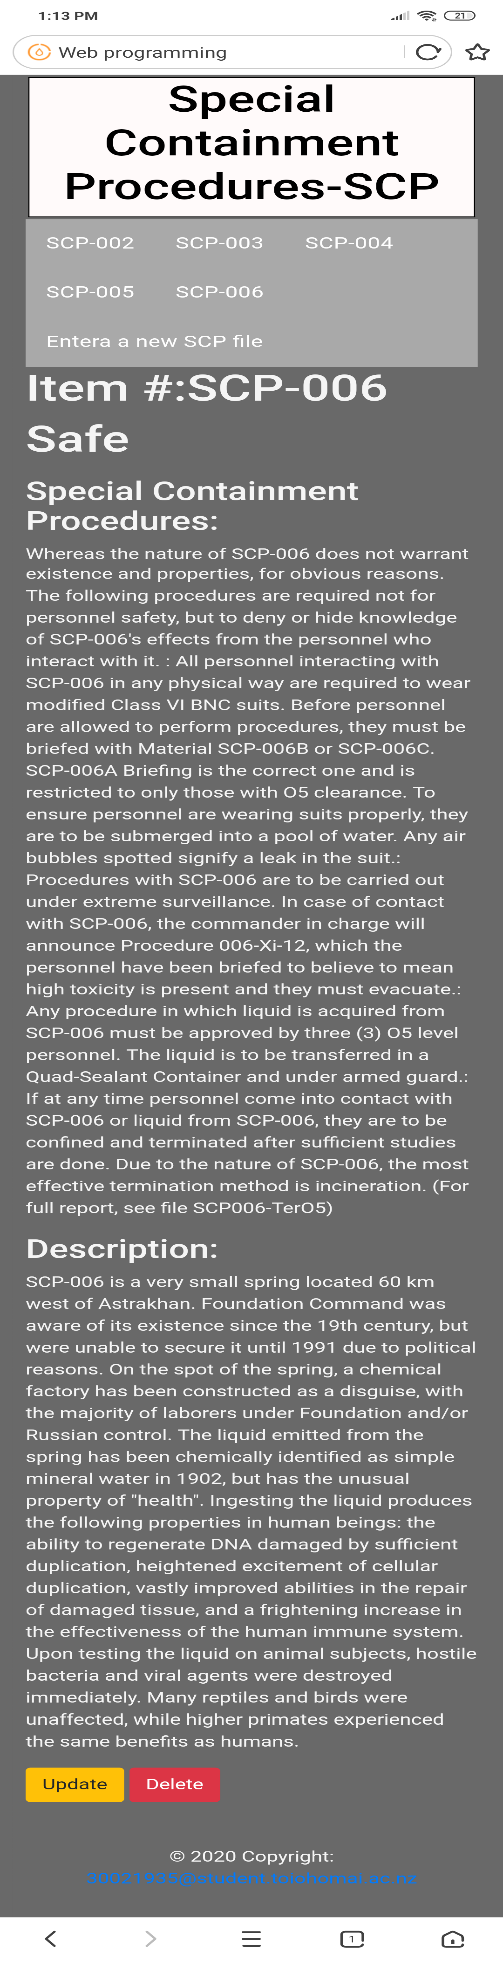 1:13 PM
21
Web programming
Special
Containment
Procedures-SCP
SCP-002 SCP-003 SCP-004
SCP-005 SCP-006
Entera a new SCP file
Item #:SCP-006
Safe
Special Containment
Procedures:
Whereas the nature of SCP-006 does not warrant
existence and properties, for obvious reasons.
The following procedures are required not for
personnel safety, but to deny or hide knowledge
of SCP-006's effects from the personnel who
interact with it. : All personnel interacting with
SCP-006 in any physical way are required to wear
modified Class VI BNC suits. Before personnel
are allowed to perform procedures, they must be
briefed with Material SCP-006B or SCP-006C.
SCP-006A Briefing is the correct one and is
restricted to only those with O5 clearance. To
ensure personnel are wearing suits properly, they
are to be submerged into a pool of water. Any air
bubbles spotted signify a leak in the suit.:
Procedures with SCP-006 are to be carried out
under extreme surveillance. In case of contact
with SCP-006, the commander in charge will
announce Procedure 006-Xi-12, which the
personnel have been briefed to believe to mean
high toxicity is present and they must evacuate.:
Any procedure in which liquid is acquired from
SCP-006 must be approved by three (3) O5 level
personnel. The liquid is to be transferred in a
Quad-Sealant Container and under armed guard.:
If at any time personnel come into contact with
SCP-006 or liquid from SCP-006, they are to be
confined and terminated after sufficient studies
are done. Due to the nature of SCP-006, the most
effective termination method is incineration. (For
full report, see file SCP006-TerO5)
Description:
SCP-006 is a very small spring located 60 km
west of Astrakhan. Foundation Command was
aware of its existence since the 19th century, but
were unable to secure it until 1991 due to political
reasons. On the spot of the spring, a chemical
factory has been constructed as a disguise, with
the majority of laborers under Foundation and/or
Russian control. The liquid emitted from the
spring has been chemically identified as simple
mineral water in 1902, but has the unusual
property of "health". Ingesting the liquid produces
the following properties in human beings: the
ability to regenerate DNA damaged by sufficient
duplication, heightened excitement of cellular
duplication, vastly improved abilities in the repair
of damaged tissue, and a frightening increase in
the effectiveness of the human immune system.
Upon testing the liquid on animal subjects, hostile
bacteria and viral agents were destroyed
immediately. Many reptiles and birds were
unaffected, while higher primates experienced
the same benefits as humans.
Update Delete
© 2020 Copyright:
30021935@student.toiohomai.ac.nz
1